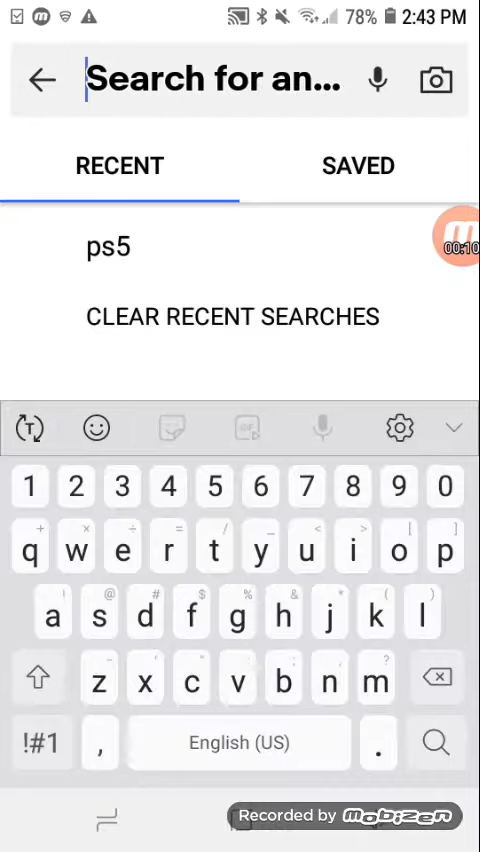 78% 2:43 PM
Search for an...
RECENT SAVED
ps5
00:10
CLEAR RECENT SEARCHES
T
GIF
1 2 3 4 5 6 7 8 9 0
+ × ÷ = / _ < > [ ]
q w e r t y u i o p
! @ # $ % & * ( )
a s d f g h j k l
- ' " : ; , ?
z x c v b n m
!#1 , English (US) .
Recorded by mobizen